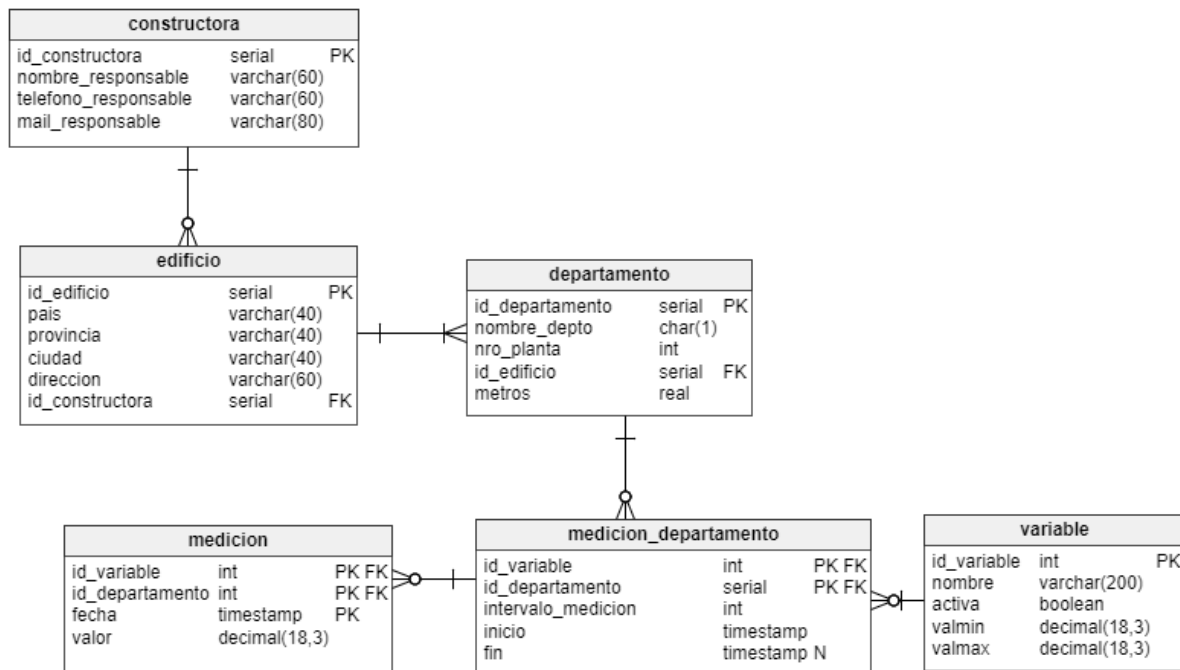 constructora
id_constructora serial PK
nombre_responsable varchar(60)
telefono_responsable varchar(60)
mail_responsable varchar(80)
edificio
id_edificio serial PK
pais varchar(40)
provincia varchar(40)
ciudad varchar(40)
direccion varchar(60)
id_constructora serial FK
departamento
id_departamento serial PK
nombre_depto char(1)
nro_planta int
id_edificio serial FK
metros real
medicion
id_variable int PK FK
id_departamento int PK FK
fecha timestamp PK
valor decimal(18,3)
medicion_departamento
id_variable int PK FK
id_departamento serial PK FK
intervalo_medicion int
inicio timestamp
fin timestamp N
variable
id_variable int PK
nombre varchar(200)
activa boolean
valmin decimal(18,3)
valmax decimal(18,3)